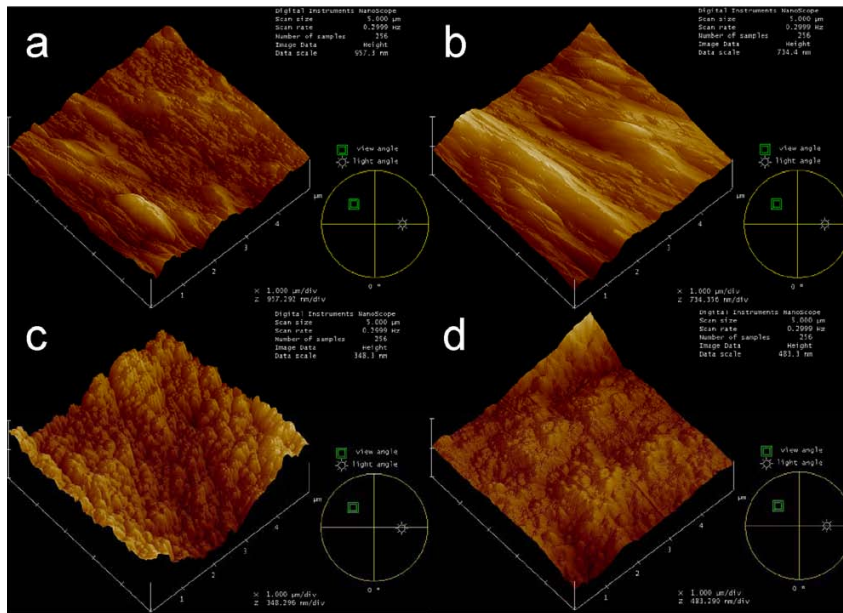 a
Digital Instruments NanoScope
Scan size 5.000 µm
Scan rate 0.2999 Hz
Number of samples 256
Image Data Height
Data scale 957.3 nm
view angle
light angle
µm
4
3
2
1
X 1.000 µm/div
Z 957.292 nm/div
0 °
b
Digital Instruments NanoScope
Scan size 5.000 µm
Scan rate 0.2999 Hz
Number of samples 256
Image Data Height
Data scale 734.4 nm
view angle
light angle
µm
4
3
2
1
X 1.000 µm/div
Z 734.356 nm/div
0 °
c
Digital Instruments NanoScope
Scan size 5.000 µm
Scan rate 0.2999 Hz
Number of samples 256
Image Data Height
Data scale 348.3 nm
view angle
light angle
µm
4
3
2
1
X 1.000 µm/div
Z 348.296 nm/div
0 °
d
Digital Instruments NanoScope
Scan size 5.000 µm
Scan rate 0.2999 Hz
Number of samples 256
Image Data Height
Data scale 483.3 nm
view angle
light angle
µm
4
3
2
1
X 1.000 µm/div
Z 483.290 nm/div
0 °